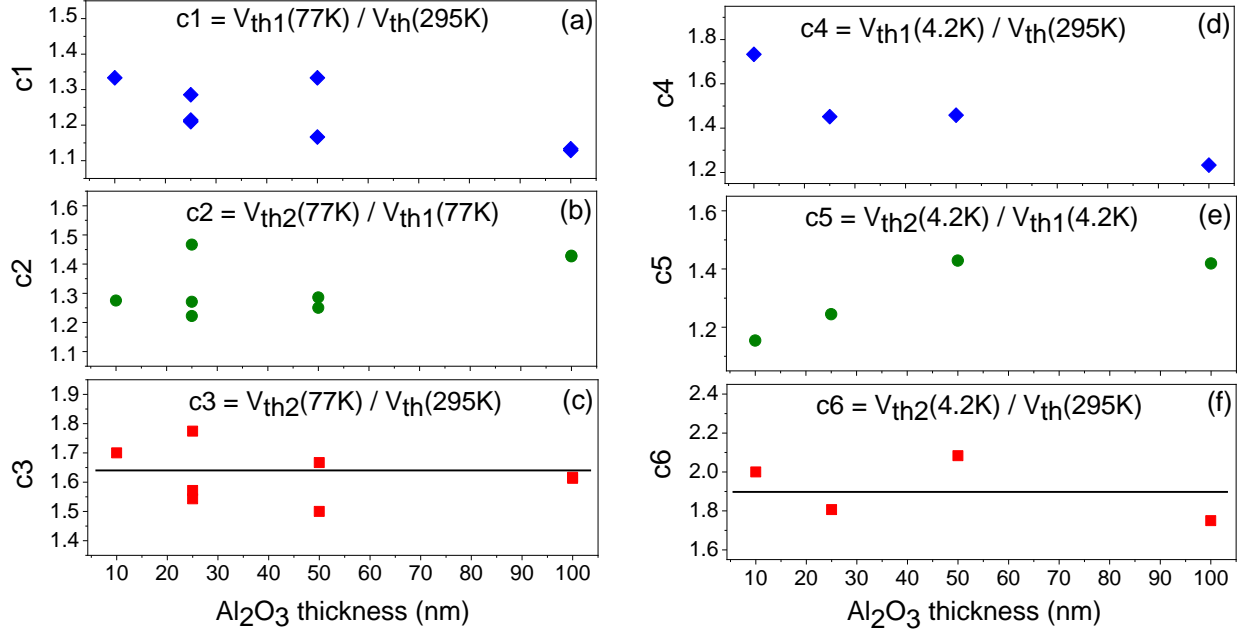 c1 = Vth1(77K) / Vth(295K)
(a)
1.5
1.4
1.3
1.2
1.1
c1
c2 = Vth2(77K) / Vth1(77K)
(b)
1.6
1.5
1.4
1.3
1.2
1.1
c2
c3 = Vth2(77K) / Vth(295K)
(c)
1.9
1.8
1.7
1.6
1.5
1.4
c3
10 20 30 40 50 60 70 80 90 100
Al2O3 thickness (nm)
c4 = Vth1(4.2K) / Vth(295K)
(d)
1.8
1.6
1.4
1.2
c4
c5 = Vth2(4.2K) / Vth1(4.2K)
(e)
1.6
1.4
1.2
c5
c6 = Vth2(4.2K) / Vth(295K)
(f)
2.4
2.2
2.0
1.8
1.6
c6
10 20 30 40 50 60 70 80 90 100
Al2O3 thickness (nm)